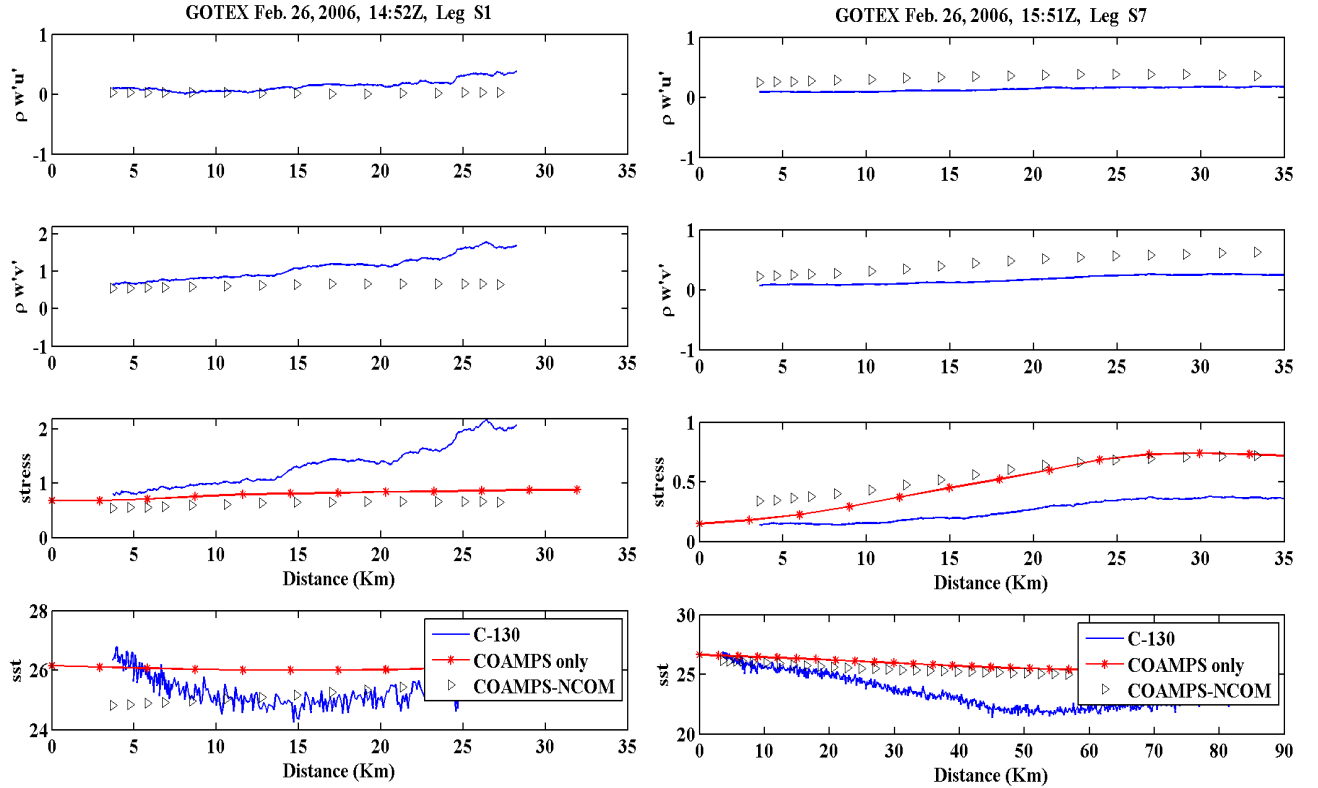 GOTEX Feb. 26, 2006, 14:52Z, Leg S1
1
0
-1
ρ w'u'
0 5 10 15 20 25 30 35
2
1
0
-1
ρ w'v'
0 5 10 15 20 25 30 35
2
1
0
stress
0 5 10 15 20 25 30 35
Distance (Km)
28
26
24
sst
C-130
COAMPS only
COAMPS-NCOM
0 5 10 15 20 25 30 35
Distance (Km)
GOTEX Feb. 26, 2006, 15:51Z, Leg S7
1
0
-1
ρ w'u'
0 5 10 15 20 25 30 35
1
0
-1
ρ w'v'
0 5 10 15 20 25 30 35
1
0.5
0
stress
0 5 10 15 20 25 30 35
Distance (Km)
30
25
20
sst
C-130
COAMPS only
COAMPS-NCOM
0 10 20 30 40 50 60 70 80 90
Distance (Km)